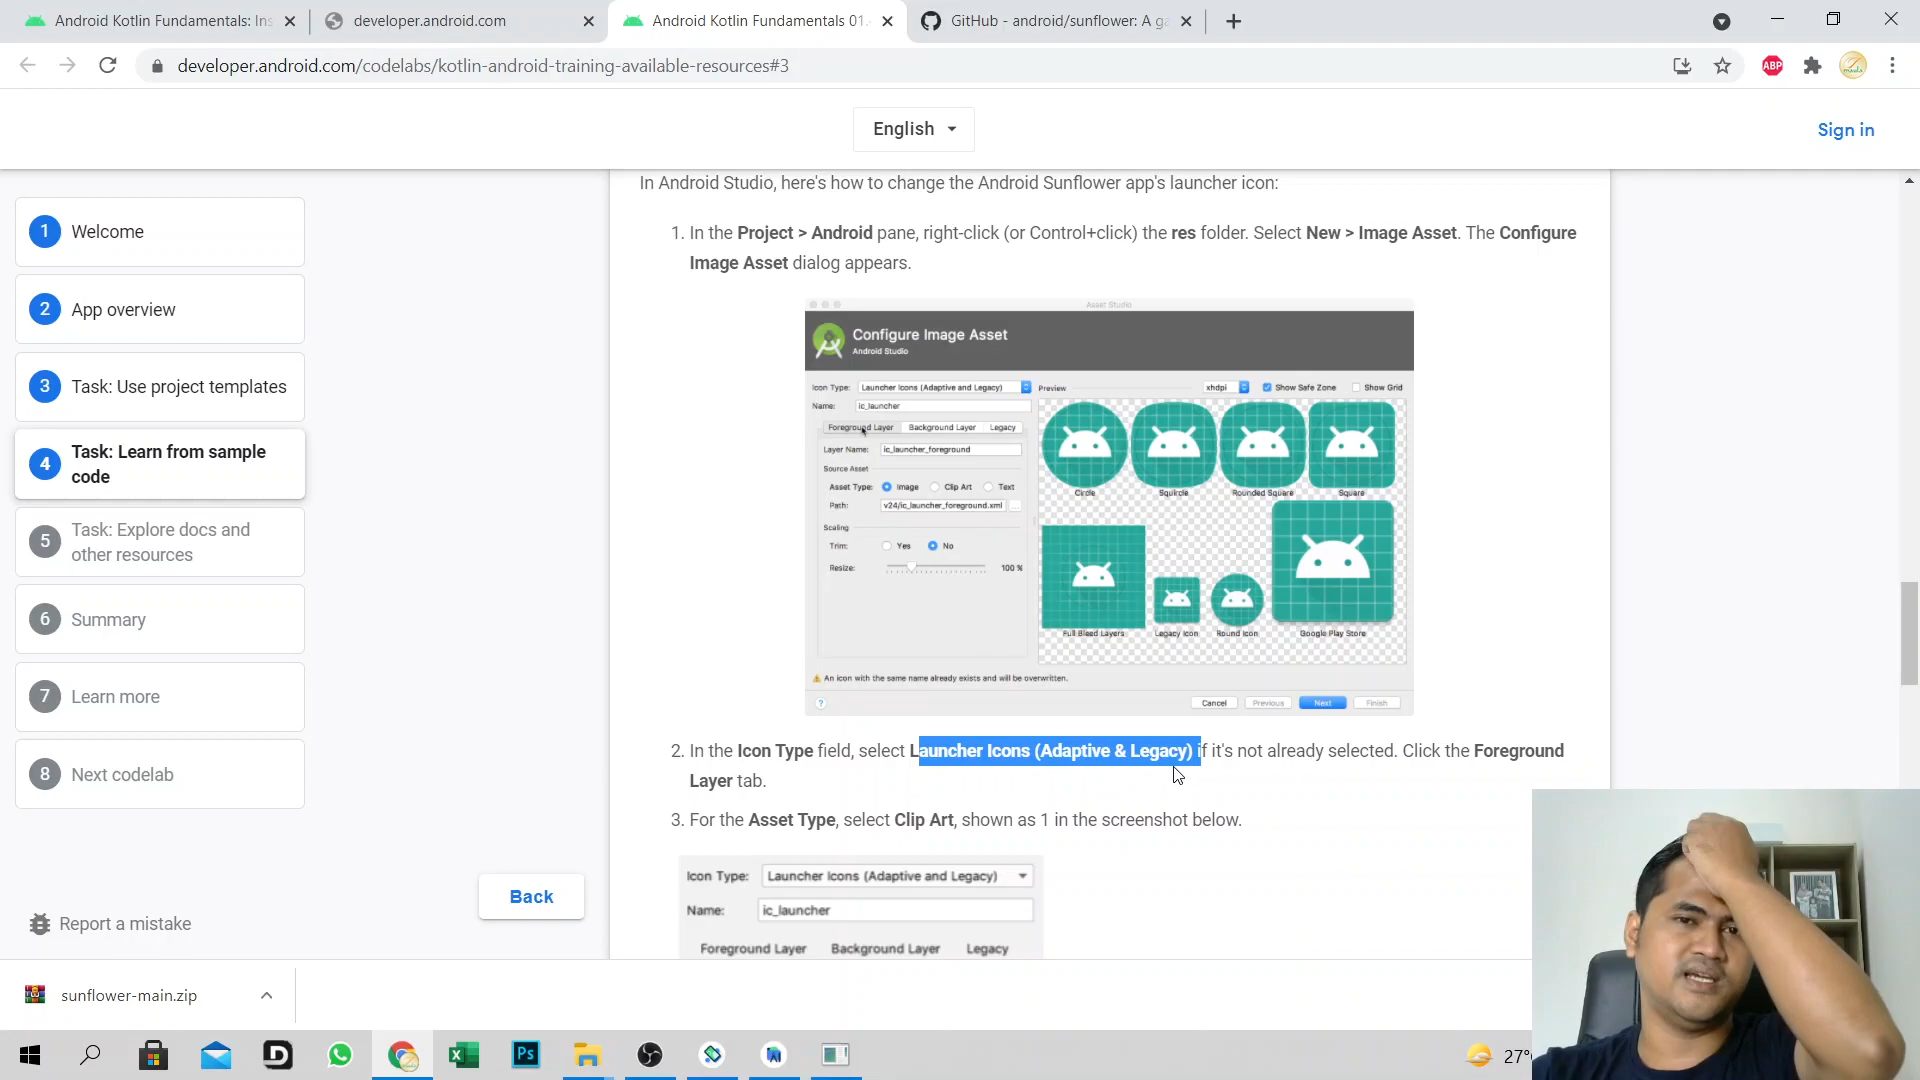 Android Kotlin Fundamentals: Ins
developer.android.com
Android Kotlin Fundamentals 01.
GitHub - android/sunflower: A ga
developer.android.com/codelabs/kotlin-android-training-available-resources#3
ABP
English
Sign in
1 Welcome
2 App overview
3 Task: Use project templates
4 Task: Learn from sample
code
5 Task: Explore docs and
other resources
6 Summary
7 Learn more
8 Next codelab
Back
Report a mistake
In Android Studio, here's how to change the Android Sunflower app's launcher icon:
1. In the Project > Android pane, right-click (or Control+click) the res folder. Select New > Image Asset. The Configure
Image Asset dialog appears.
Asset Studio
Configure Image Asset
Android Studio
Icon Type: Launcher Icons (Adaptive and Legacy)
Name: ic_launcher
Foreground Layer Background Layer Legacy
Layer Name: ic_launcher_foreground
Source Asset
Asset Type: Image Clip Art Text
Path: v24/ic_launcher_foreground.xml ...
Scaling
Trim: Yes No
Resize: 100 %
Preview xhdpi Show Safe Zone Show Grid
Circle Squircle Rounded Square Square
Full Bleed Layers Legacy Icon Round Icon Google Play Store
An icon with the same name already exists and will be overwritten.
? Cancel Previous Next Finish
2. In the Icon Type field, select Launcher Icons (Adaptive & Legacy) if it's not already selected. Click the Foreground
Layer tab.
3. For the Asset Type, select Clip Art, shown as 1 in the screenshot below.
Icon Type: Launcher Icons (Adaptive and Legacy)
Name: ic_launcher
Foreground Layer Background Layer Legacy
sunflower-main.zip
Ps
27°